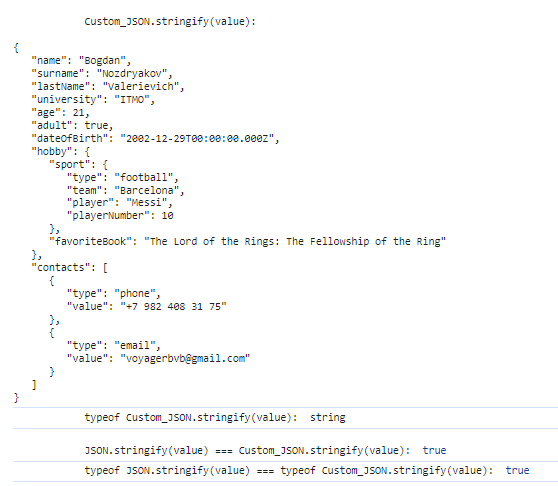 Custom_JSON.stringify(value):
{
"name": "Bogdan",
"surname": "Nozdryakov",
"lastName": "Valerievich",
"university": "ITMO",
"age": 21,
"adult": true,
"dateOfBirth": "2002-12-29T00:00:00.000Z",
"hobby": {
"sport": {
"type": "football",
"team": "Barcelona",
"player": "Messi",
"playerNumber": 10
},
"favoriteBook": "The Lord of the Rings: The Fellowship of the Ring"
},
"contacts": [
{
"type": "phone",
"value": "+7 982 408 31 75"
},
{
"type": "email",
"value": "voyagerbvb@gmail.com"
}
]
}
typeof Custom_JSON.stringify(value): string
JSON.stringify(value) === Custom_JSON.stringify(value): true
typeof JSON.stringify(value) === typeof Custom_JSON.stringify(value): true